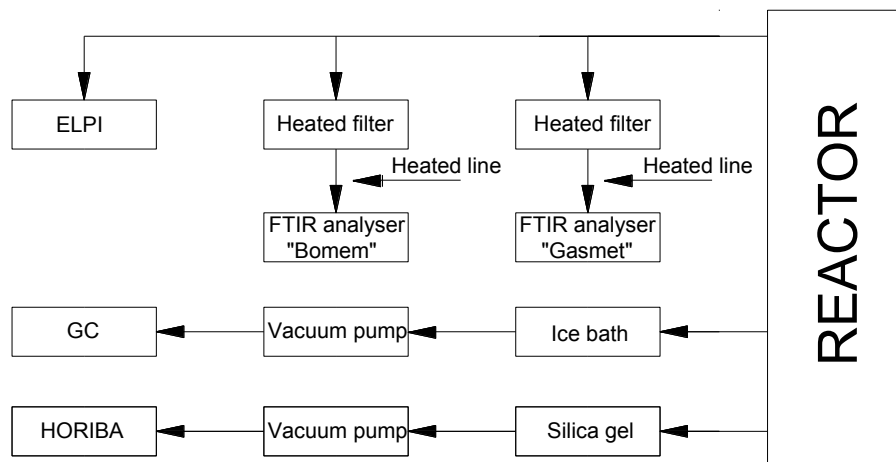 ELPI
Heated filter
Heated filter
Heated line
Heated line
FTIR analyser
"Bomem"
FTIR analyser
"Gasmet"
GC
Vacuum pump
Ice bath
HORIBA
Vacuum pump
Silica gel
REACTOR